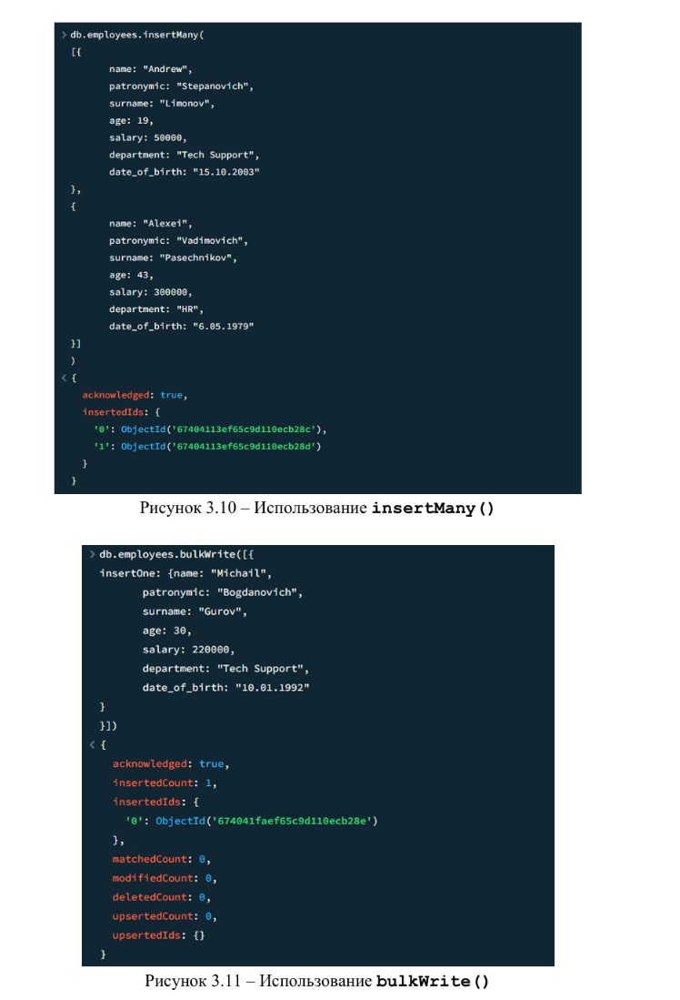 > db.employees.insertMany(
[{
name: "Andrew",
patronymic: "Stepanovich",
surname: "Limonov",
age: 19,
salary: 50000,
department: "Tech Support",
date_of_birth: "15.10.2003"
},
{
name: "Alexei",
patronymic: "Vadimovich",
surname: "Pasechnikov",
age: 43,
salary: 300000,
department: "HR",
date_of_birth: "6.05.1979"
}]
)
< {
acknowledged: true,
insertedIds: {
'0': ObjectId('67404113ef65c9d110ecb28c'),
'1': ObjectId('67404113ef65c9d110ecb28d')
}
}
Рисунок 3.10 – Использование insertMany()
> db.employees.bulkWrite([{
insertOne: {name: "Michail",
patronymic: "Bogdanovich",
surname: "Gurov",
age: 30,
salary: 220000,
department: "Tech Support",
date_of_birth: "10.01.1992"
}
}])
< {
acknowledged: true,
insertedCount: 1,
insertedIds: {
'0': ObjectId('674041faef65c9d110ecb28e')
},
matchedCount: 0,
modifiedCount: 0,
deletedCount: 0,
upsertedCount: 0,
upsertedIds: {}
}
Рисунок 3.11 – Использование bulkWrite()